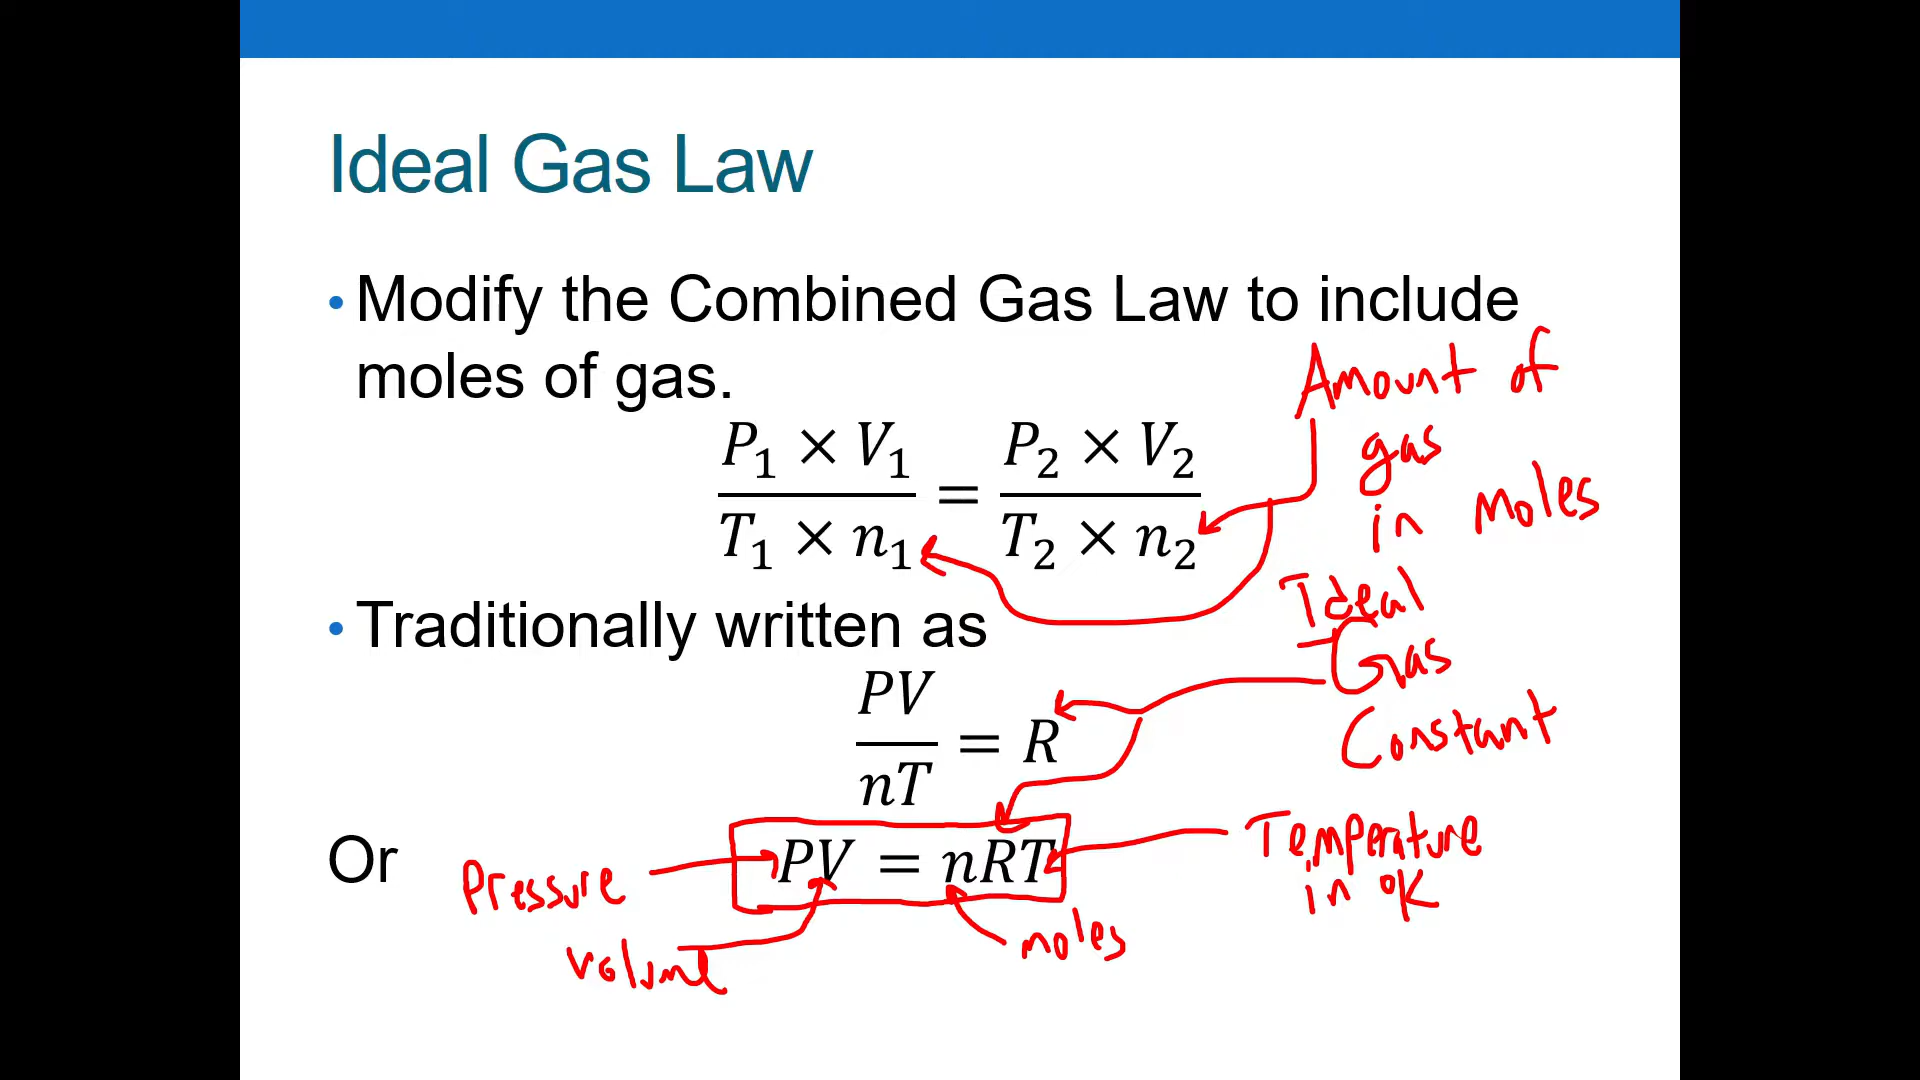 Ideal Gas Law
• Modify the Combined Gas Law to include
moles of gas.
Amount of
gas
in moles
P₁ × V₁ / T₁ × n₁ = P₂ × V₂ / T₂ × n₂
• Traditionally written as
Ideal
Gas
Constant
PV / nT = R
Or PV = nRT
Pressure
volume
moles
Temperature
in °K